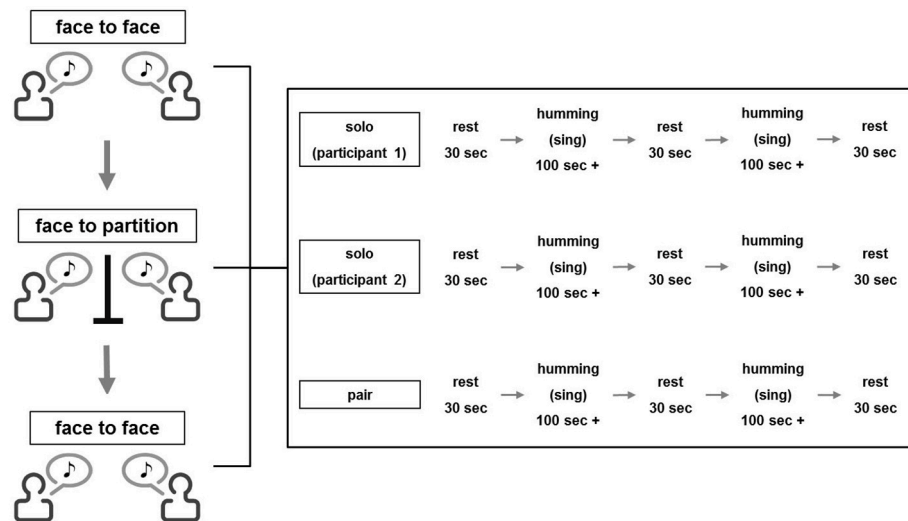 face to face
face to partition
face to face
solo
(participant 1)
rest
30 sec
humming
(sing)
100 sec +
rest
30 sec
humming
(sing)
100 sec +
rest
30 sec
solo
(participant 2)
rest
30 sec
humming
(sing)
100 sec +
rest
30 sec
humming
(sing)
100 sec +
rest
30 sec
pair
rest
30 sec
humming
(sing)
100 sec +
rest
30 sec
humming
(sing)
100 sec +
rest
30 sec